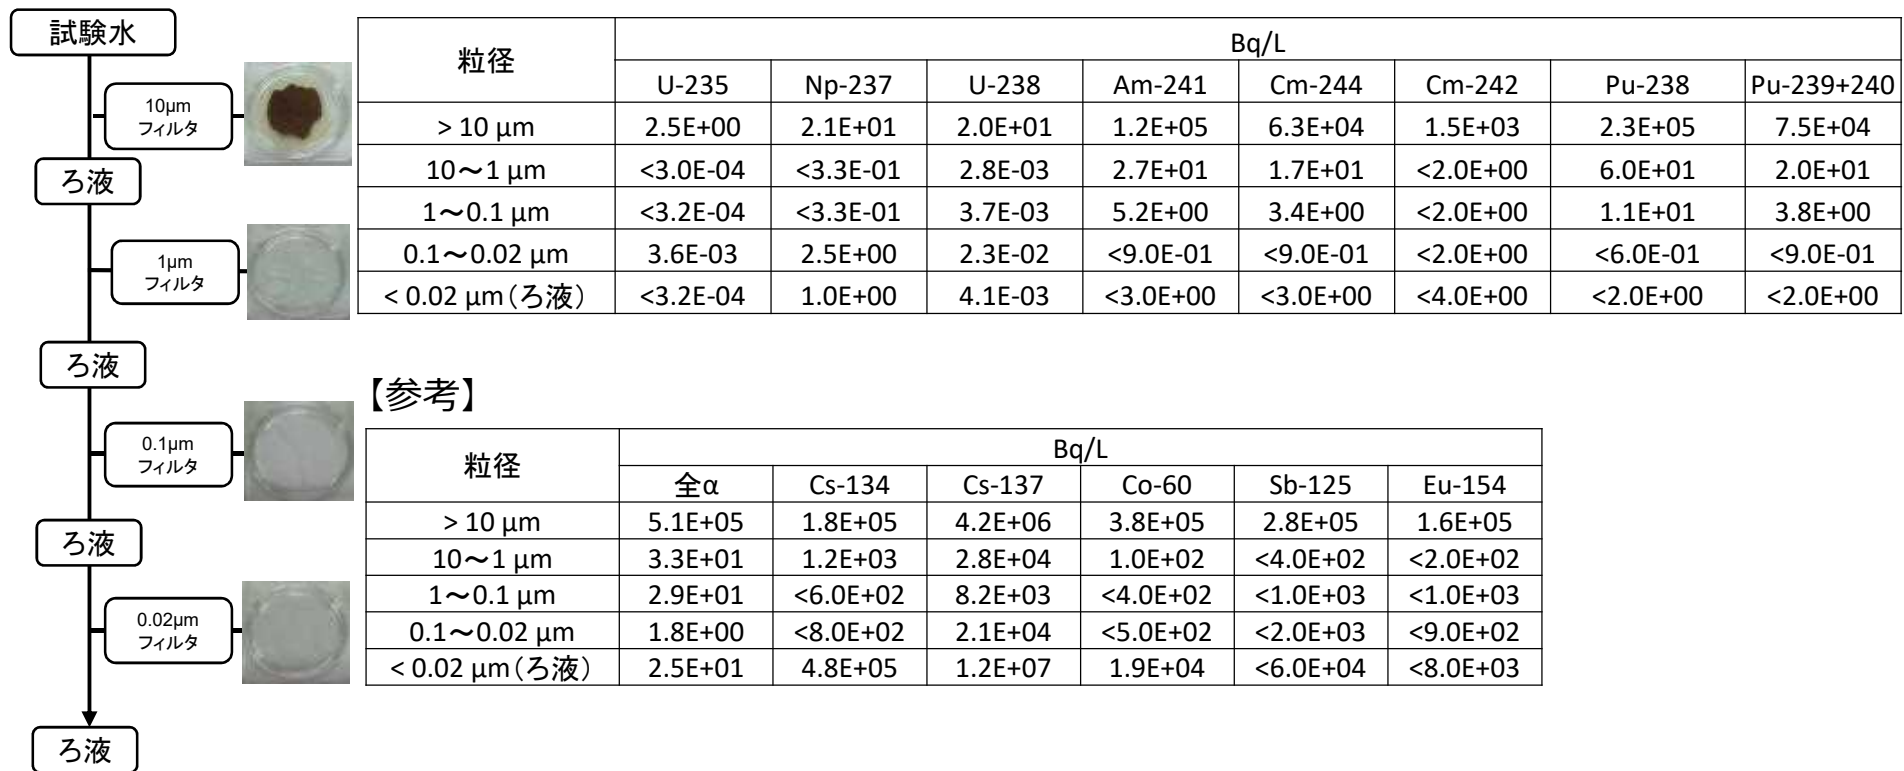 試験水
10µm
フィルタ
ろ液
1µm
フィルタ
ろ液
0.1µm
フィルタ
ろ液
0.02µm
フィルタ
ろ液
粒径 Bq/L
U-235 Np-237 U-238 Am-241 Cm-244 Cm-242 Pu-238 Pu-239+240
> 10 µm 2.5E+00 2.1E+01 2.0E+01 1.2E+05 6.3E+04 1.5E+03 2.3E+05 7.5E+04
10～1 µm <3.0E-04 <3.3E-01 2.8E-03 2.7E+01 1.7E+01 <2.0E+00 6.0E+01 2.0E+01
1～0.1 µm <3.2E-04 <3.3E-01 3.7E-03 5.2E+00 3.4E+00 <2.0E+00 1.1E+01 3.8E+00
0.1～0.02 µm 3.6E-03 2.5E+00 2.3E-02 <9.0E-01 <9.0E-01 <2.0E+00 <6.0E-01 <9.0E-01
< 0.02 µm（ろ液） <3.2E-04 1.0E+00 4.1E-03 <3.0E+00 <3.0E+00 <4.0E+00 <2.0E+00 <2.0E+00
【参考】
粒径 Bq/L
全α Cs-134 Cs-137 Co-60 Sb-125 Eu-154
> 10 µm 5.1E+05 1.8E+05 4.2E+06 3.8E+05 2.8E+05 1.6E+05
10～1 µm 3.3E+01 1.2E+03 2.8E+04 1.0E+02 <4.0E+02 <2.0E+02
1～0.1 µm 2.9E+01 <6.0E+02 8.2E+03 <4.0E+02 <1.0E+03 <1.0E+03
0.1～0.02 µm 1.8E+00 <8.0E+02 2.1E+04 <5.0E+02 <2.0E+03 <9.0E+02
< 0.02 µm（ろ液） 2.5E+01 4.8E+05 1.2E+07 1.9E+04 <6.0E+04 <8.0E+03